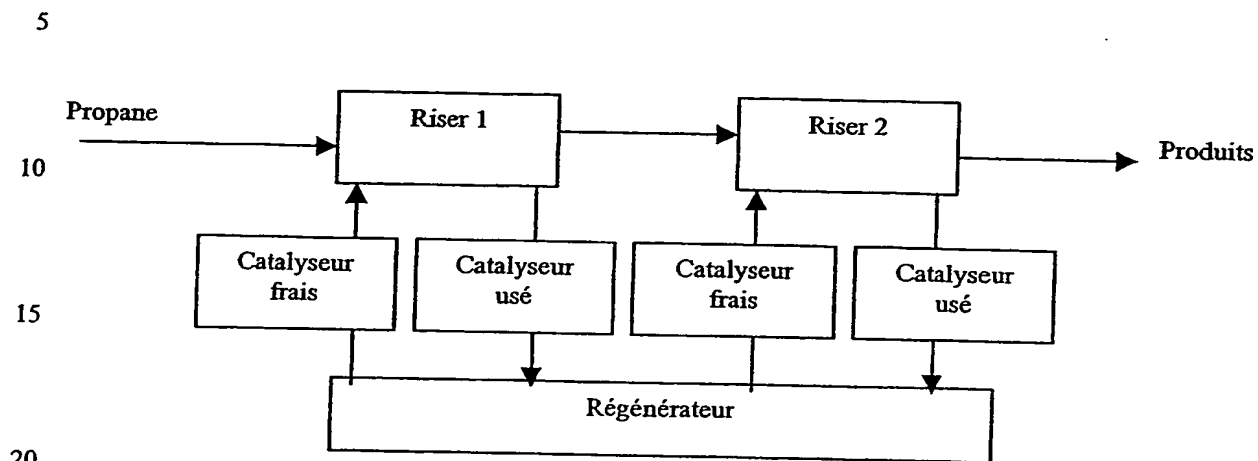 5
Propane
Riser 1
Riser 2
Produits
10
Catalyseur
frais
Catalyseur
usé
Catalyseur
frais
Catalyseur
usé
15
Régénérateur
20